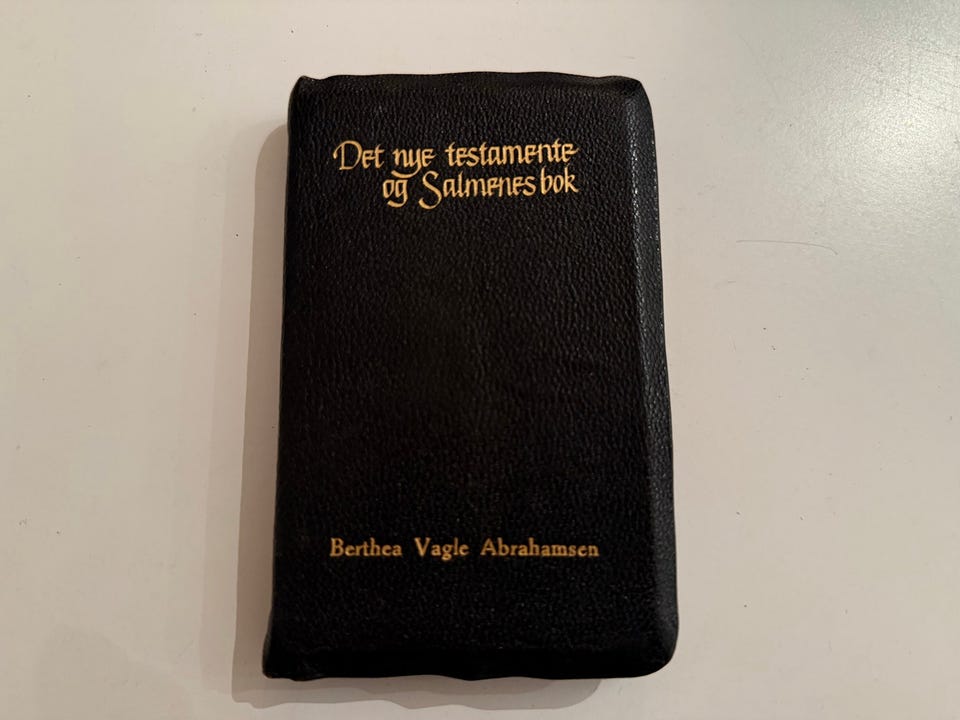 Det nye testamente
og Salmenes bok
Berthea Vagle Abrahamsen